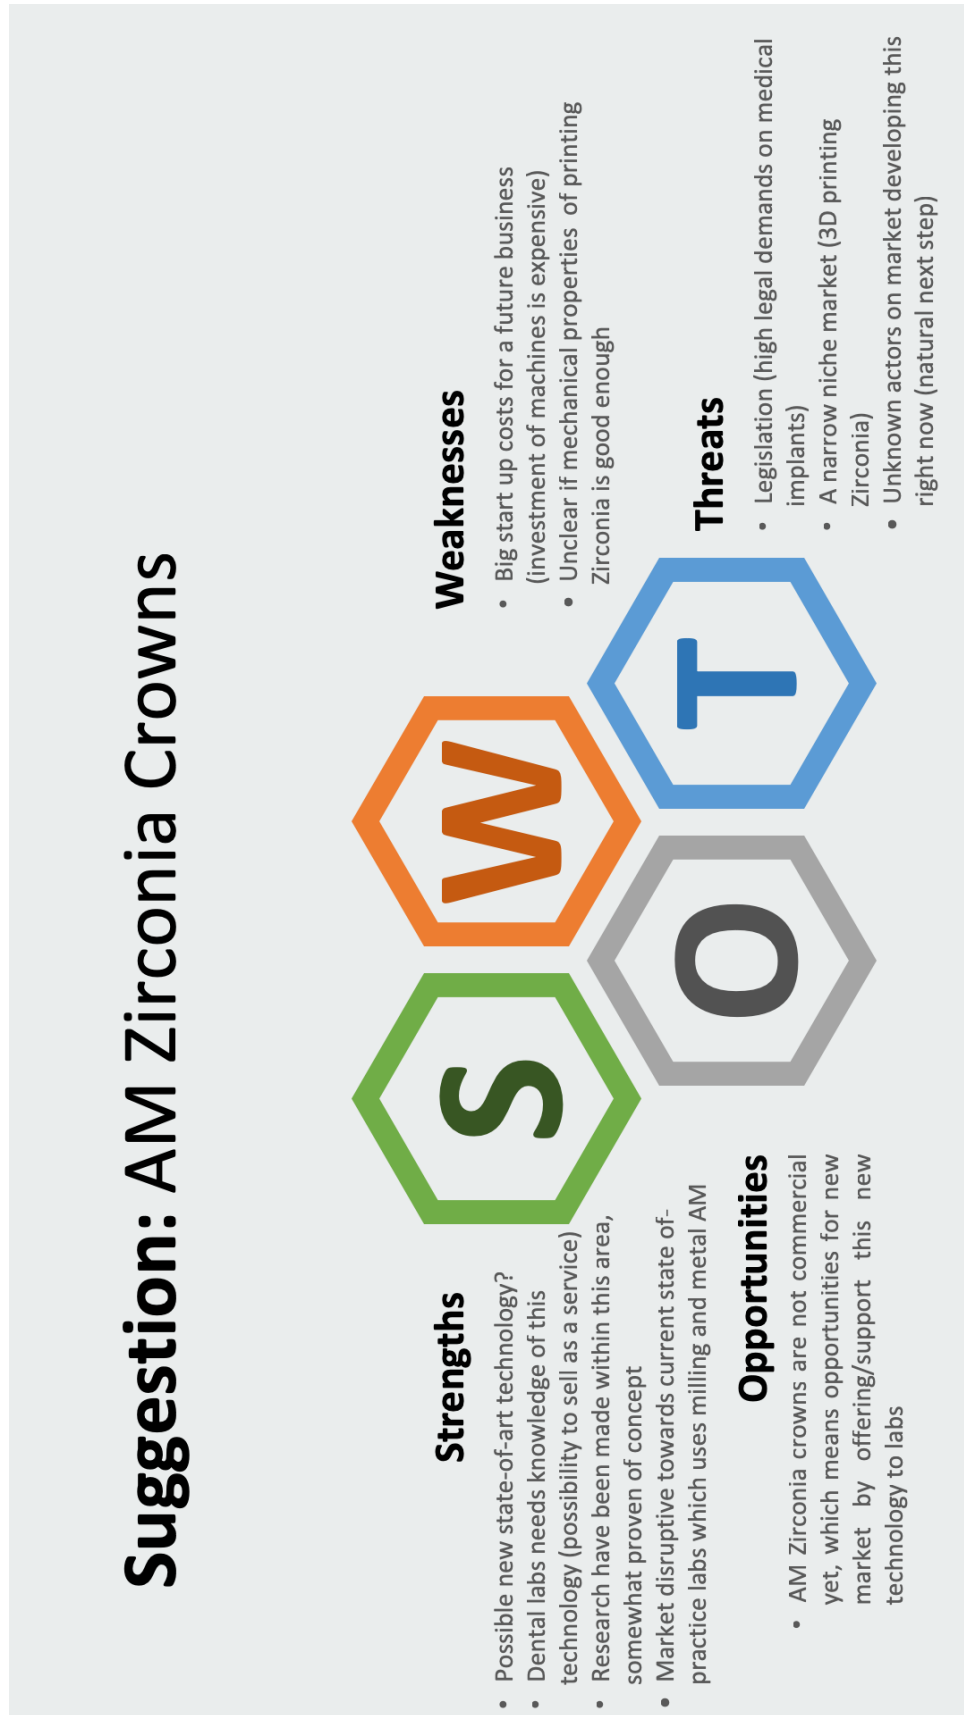 Suggestion: AM Zirconia Crowns
Strengths
• Possible new state-of-art technology?
• Dental labs needs knowledge of this
technology (possibility to sell as a service)
• Research have been made within this area,
somewhat proven of concept
• Market disruptive towards current state of-
practice labs which uses milling and metal AM
S
W
Weaknesses
• Big start up costs for a future business
(investment of machines is expensive)
• Unclear if mechanical properties of printing
Zirconia is good enough
Opportunities
• AM Zirconia crowns are not commercial
yet, which means opportunities for new
market by offering/support this new
technology to labs
O
T
Threats
• Legislation (high legal demands on medical
implants)
• A narrow niche market (3D printing
Zirconia)
• Unknown actors on market developing this
right now (natural next step)